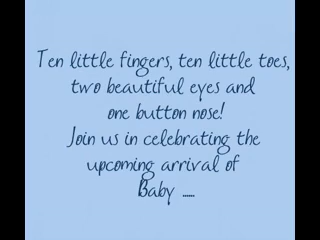 Ten little fingers, ten little toes,
two beautiful eyes and
one button nose!
Join us in celebrating the
upcoming arrival of
Baby ......